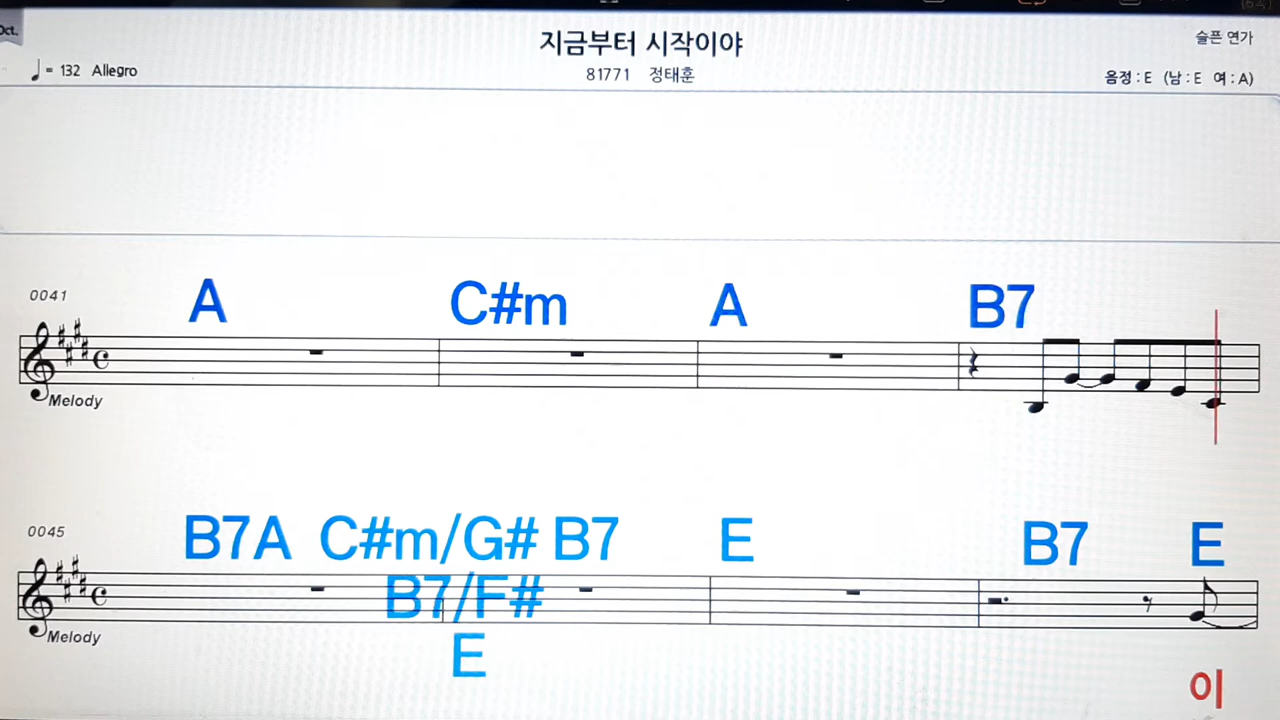 Oct.
지금부터 시작이야
슬픈 연가
♩= 132 Allegro
81771 정태훈
음정 : E (남 : E 여 : A)
0041
A C#m A B7
Melody
0045
B7A C#m/G# B7 E B7 E
B7/F#
Melody
E
이